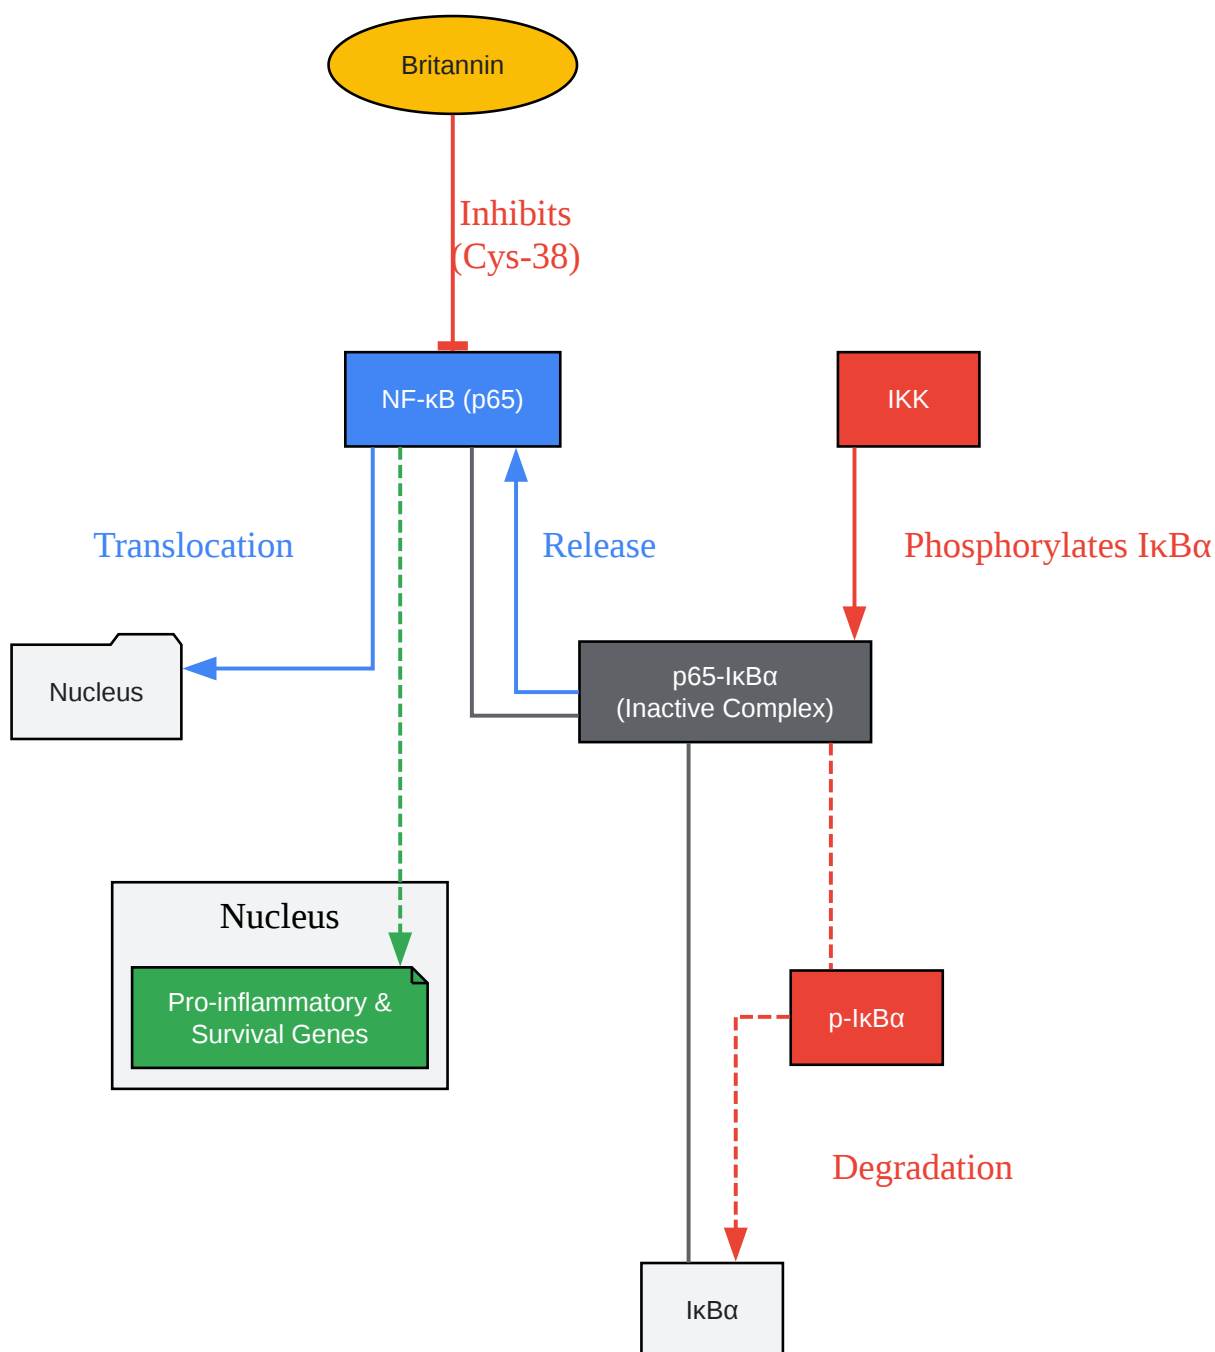 Britannin
Inhibits
(Cys-38)
NF-κB (p65)
IKK
Translocation
Release
Phosphorylates IκBα
Nucleus
p65-IκBα
(Inactive Complex)
Nucleus
Pro-inflammatory &
Survival Genes
p-IκBα
Degradation
IκBα